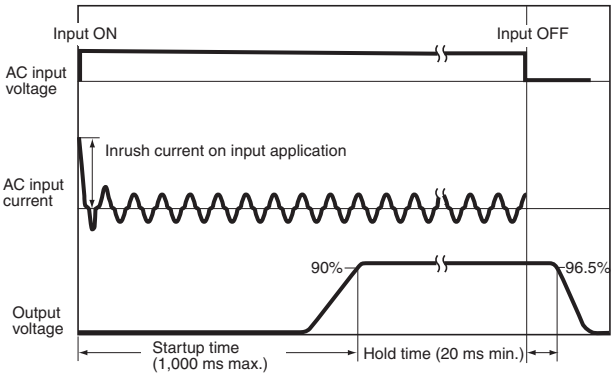 Input ON
Input OFF
AC input
voltage
Inrush current on input application
AC input
current
90%
96.5%
Output
voltage
Startup time
(1,000 ms max.)
Hold time (20 ms min.)